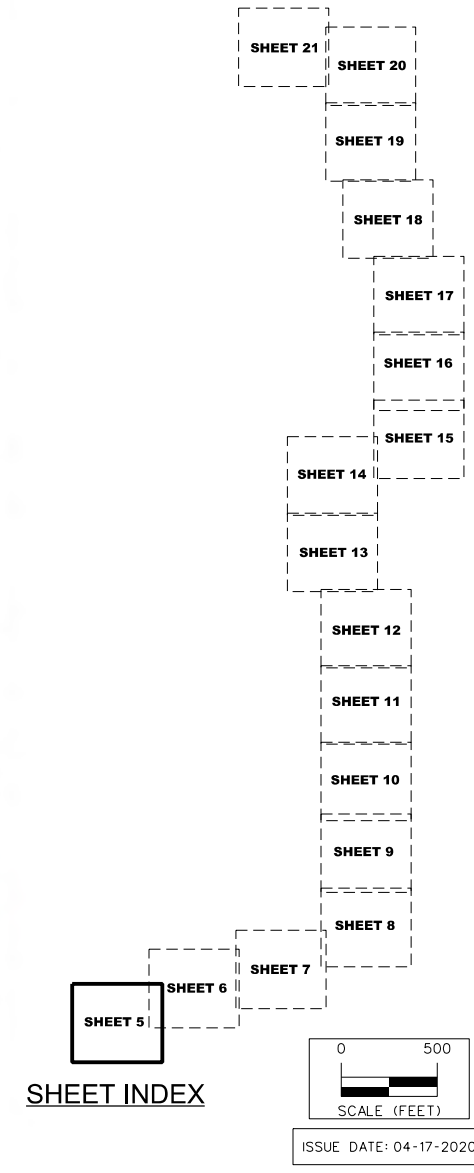 SHEET 21
SHEET 20
SHEET 19
SHEET 18
SHEET 17
SHEET 16
SHEET 15
SHEET 14
SHEET 13
SHEET 12
SHEET 11
SHEET 10
SHEET 9
SHEET 8
SHEET 7
SHEET 6
SHEET 5
SHEET INDEX
0 500
SCALE (FEET)
ISSUE DATE: 04-17-2020